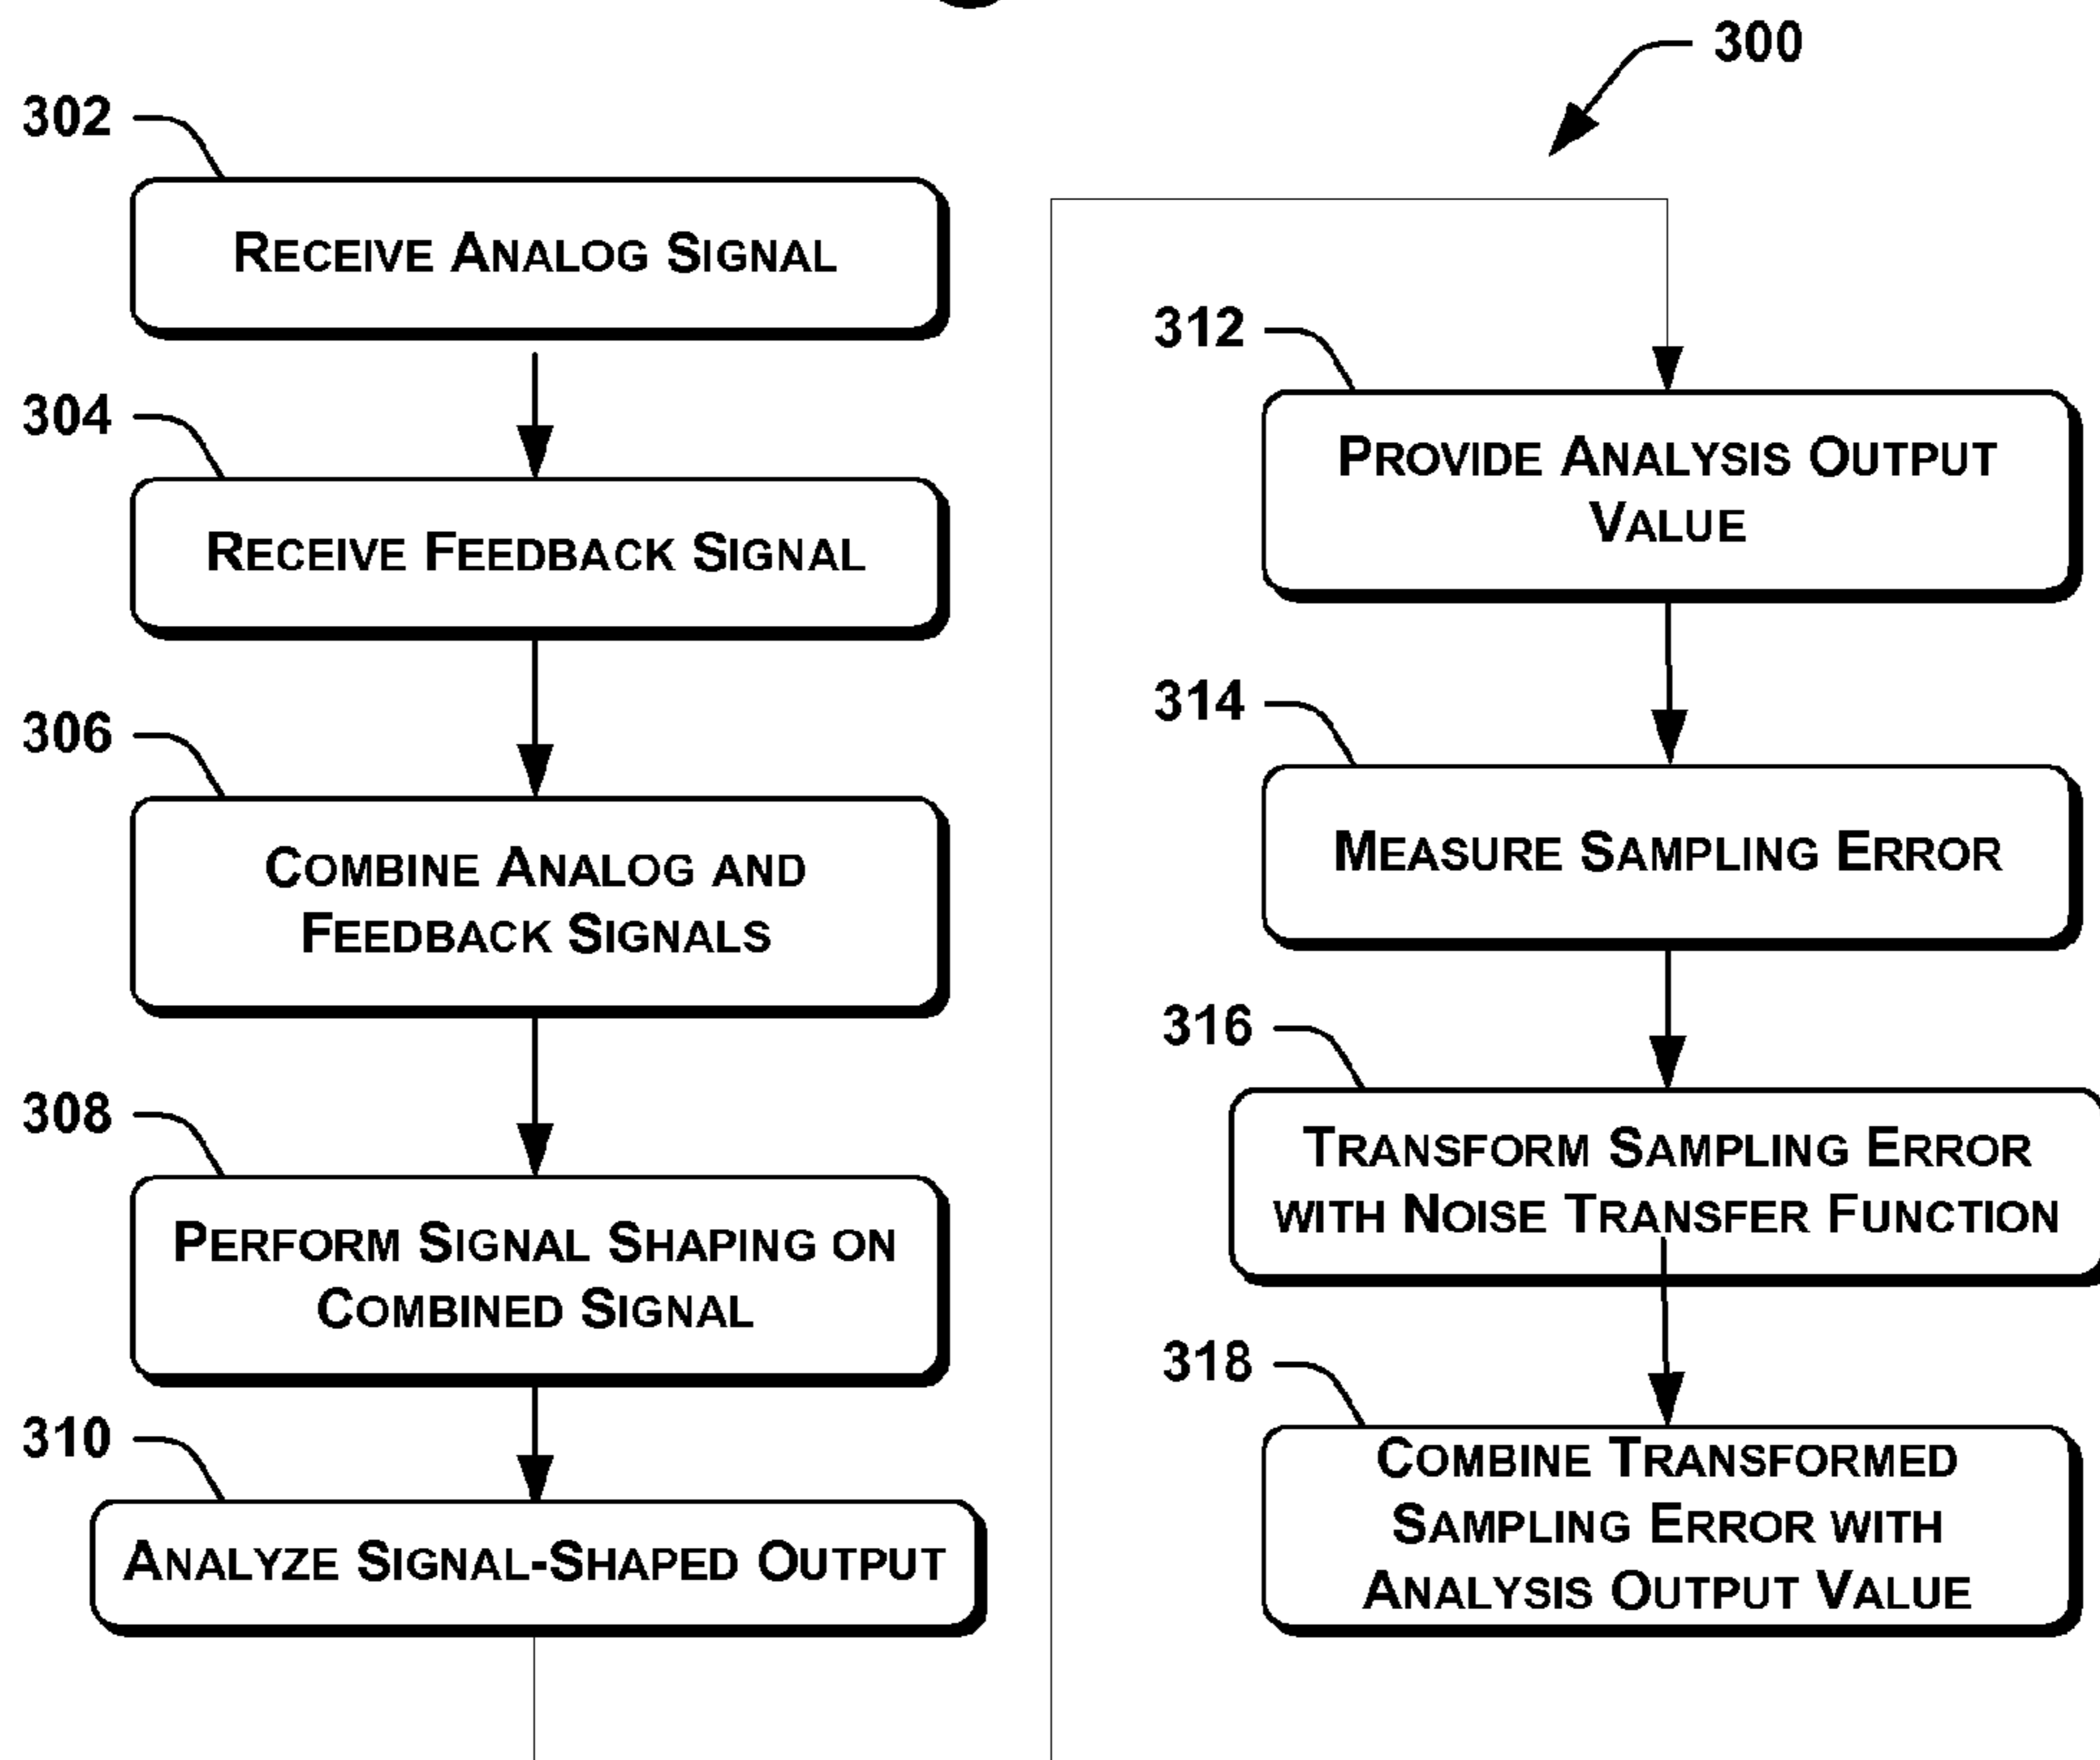 300
302
RECEIVE ANALOG SIGNAL
304
RECEIVE FEEDBACK SIGNAL
306
COMBINE ANALOG AND
FEEDBACK SIGNALS
308
PERFORM SIGNAL SHAPING ON
COMBINED SIGNAL
310
ANALYZE SIGNAL-SHAPED OUTPUT
312
PROVIDE ANALYSIS OUTPUT
VALUE
314
MEASURE SAMPLING ERROR
316
TRANSFORM SAMPLING ERROR
WITH NOISE TRANSFER FUNCTION
318
COMBINE TRANSFORMED
SAMPLING ERROR WITH
ANALYSIS OUTPUT VALUE